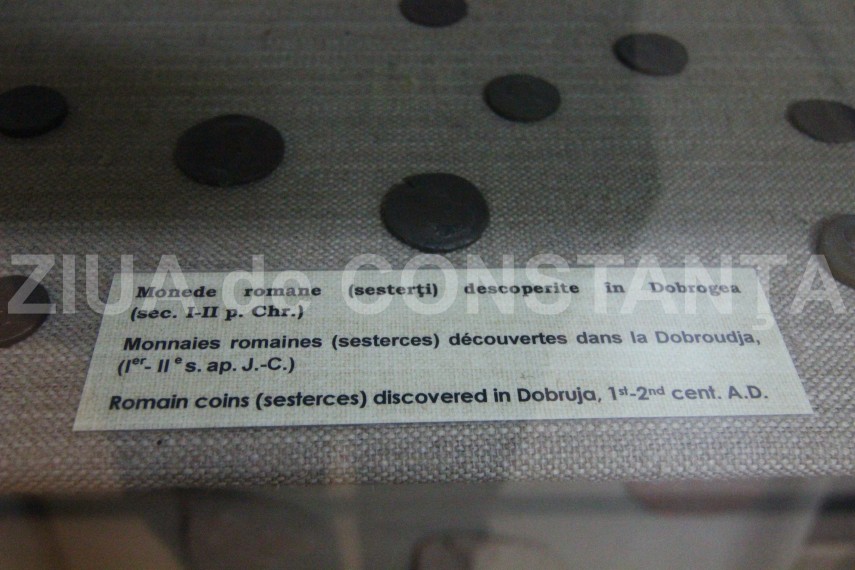 ZIUA de CONSTANȚA
Monede romane (sesterţi) descoperite în Dobrogea
(sec. I-II p. Chr.)
Monnaies romaines (sesterces) découvertes dans la Dobroudja,
(Ier- IIe s. ap. J.-C.)
Romain coins (sesterces) discovered in Dobruja, 1st-2nd cent. A.D.